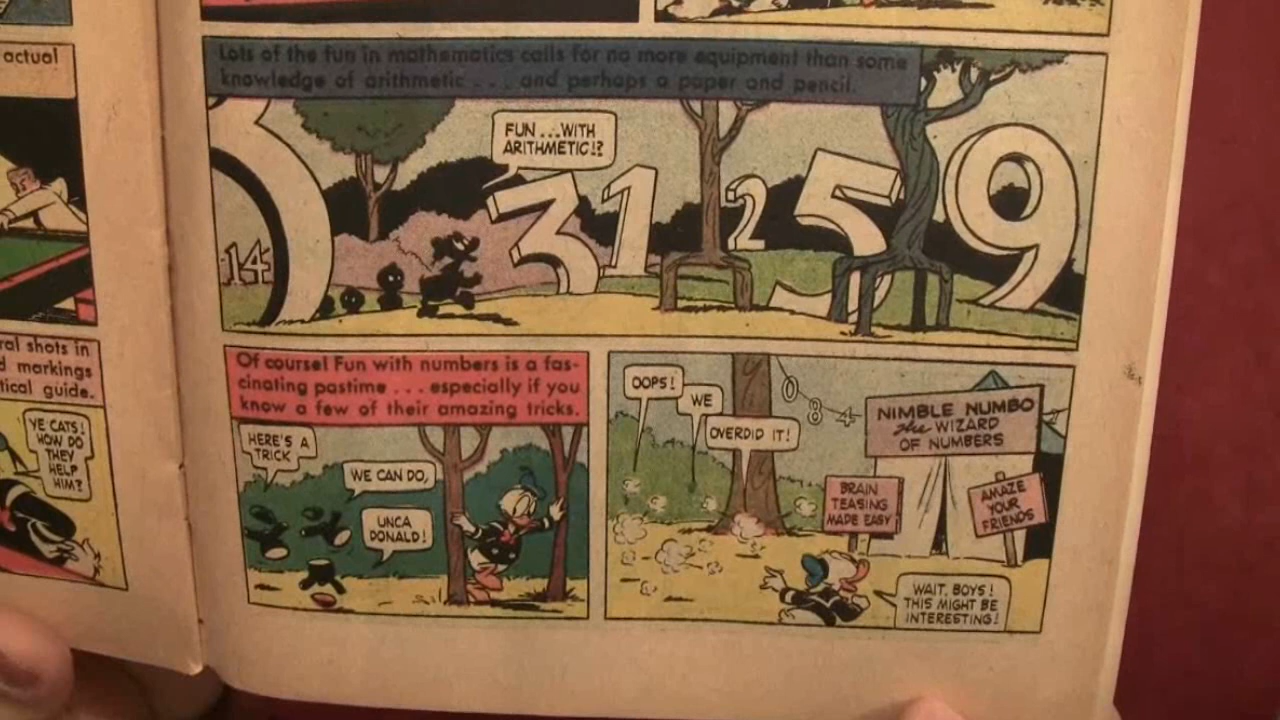 actual
ral shots in
d markings
tical guide.
YE CATS!
HOW DO
THEY
HELP
HIM?
Lots of the fun in mathematics calls for no more equipment than some
knowledge of arithmetic . . . and perhaps a paper and pencil.
FUN ...WITH
ARITHMETIC!?
14
3 1 2 5 9
Of course! Fun with numbers is a fas-
cinating pastime . . . especially if you
know a few of their amazing tricks.
HERE'S A
TRICK
WE CAN DO,
UNCA
DONALD!
OOPS!
WE
OVERDID IT!
0 8 4
NIMBLE NUMBO
the WIZARD
OF NUMBERS
BRAIN
TEASING
MADE EASY
AMAZE
YOUR
FRIENDS
WAIT, BOYS!
THIS MIGHT BE
INTERESTING!